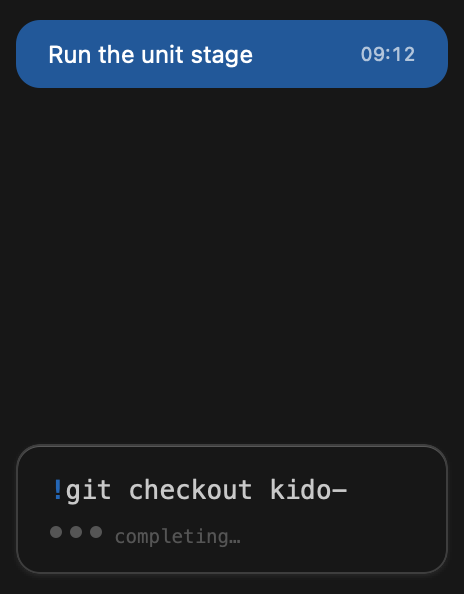 Run the unit stage 09:12
!git checkout kido-
completing…